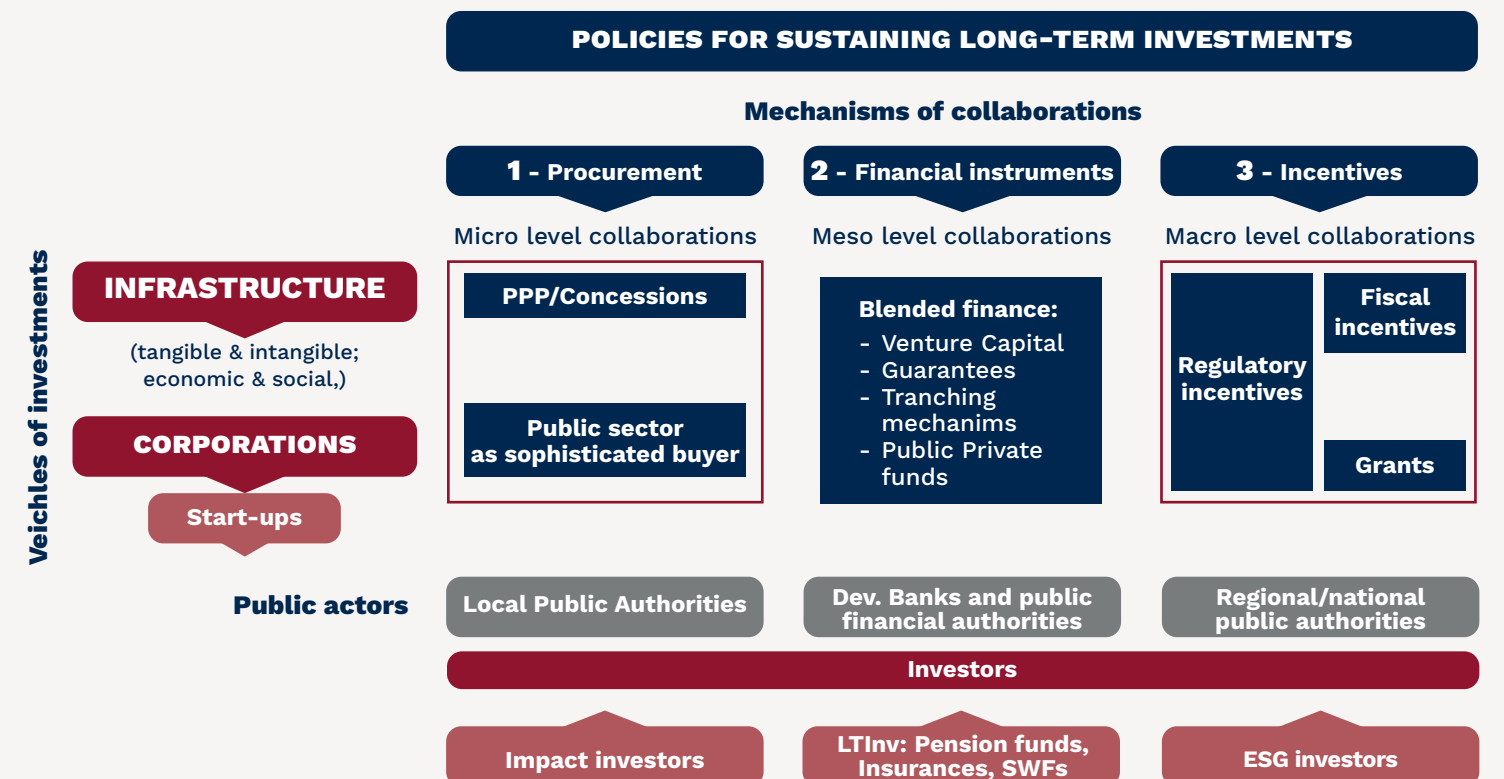 POLICIES FOR SUSTAINING LONG-TERM INVESTMENTS
Mechanisms of collaborations
1 - Procurement
2 - Financial instruments
3 - Incentives
Micro level collaborations
Meso level collaborations
Macro level collaborations
Veichles of investments
INFRASTRUCTURE
(tangible & intangible;
economic & social,)
CORPORATIONS
Start-ups
PPP/Concessions
Public sector
as sophisticated buyer
Blended finance:
- Venture Capital
- Guarantees
- Tranching
mechanims
- Public Private
funds
Regulatory
incentives
Fiscal
incentives
Grants
Public actors
Local Public Authorities
Dev. Banks and public
financial authorities
Regional/national
public authorities
Investors
Impact investors
LTInv: Pension funds,
Insurances, SWFs
ESG investors